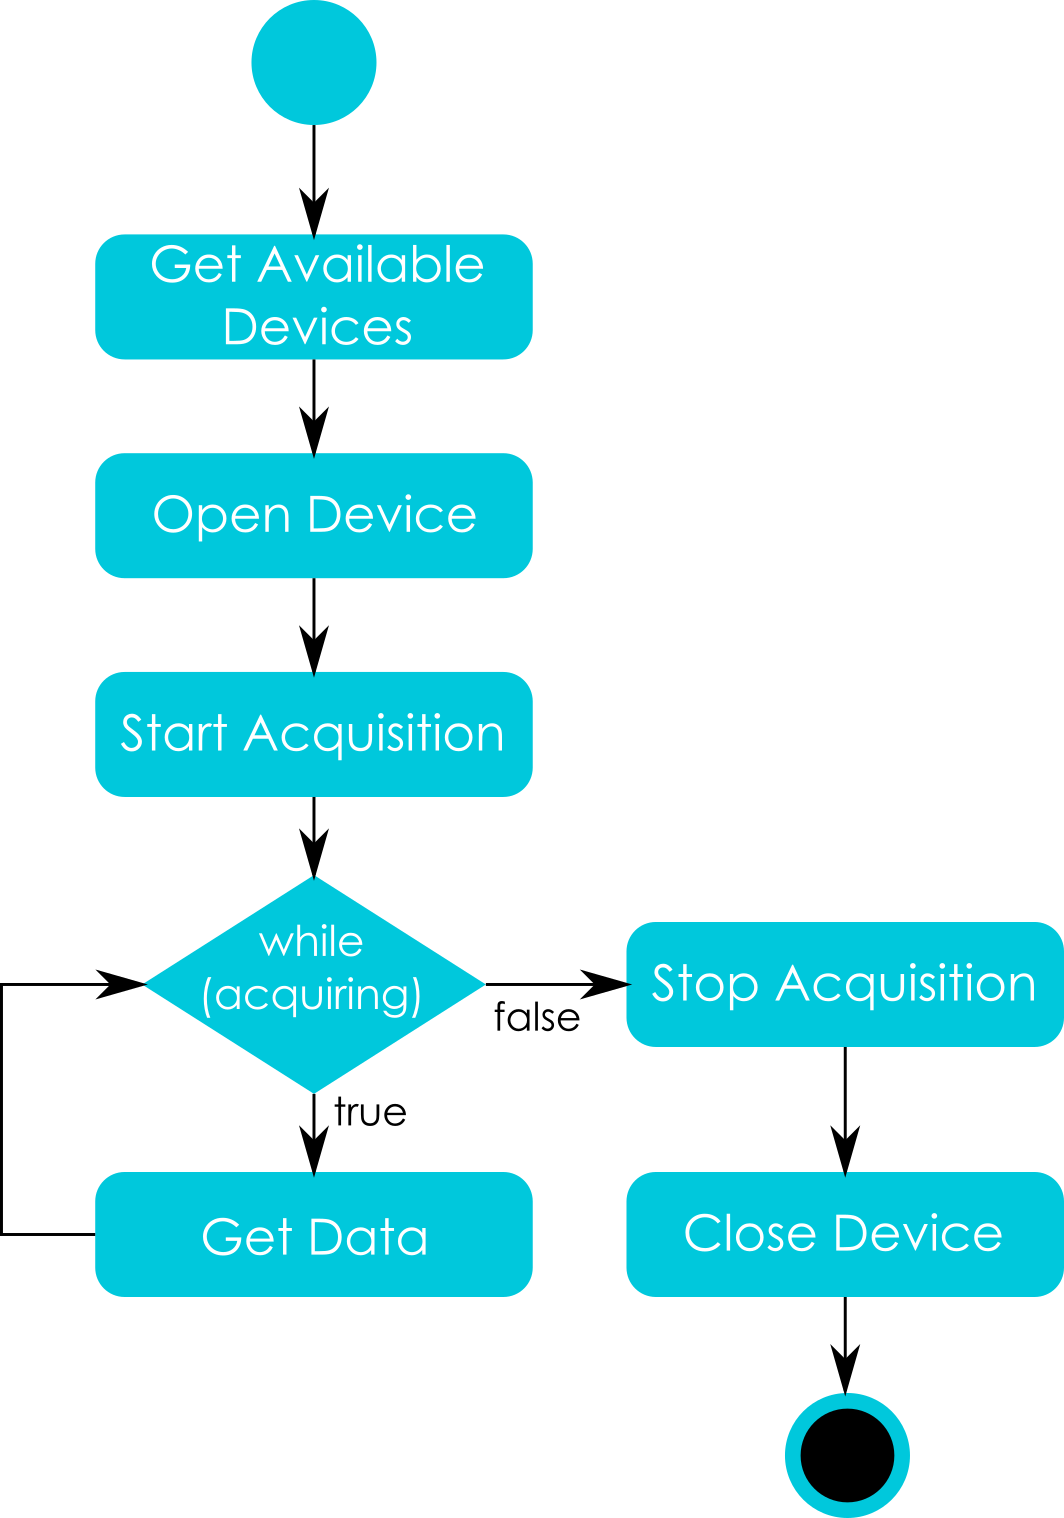 Get Available
Devices
Open Device
Start Acquisition
while
(acquiring)
false
true
Get Data
Stop Acquisition
Close Device